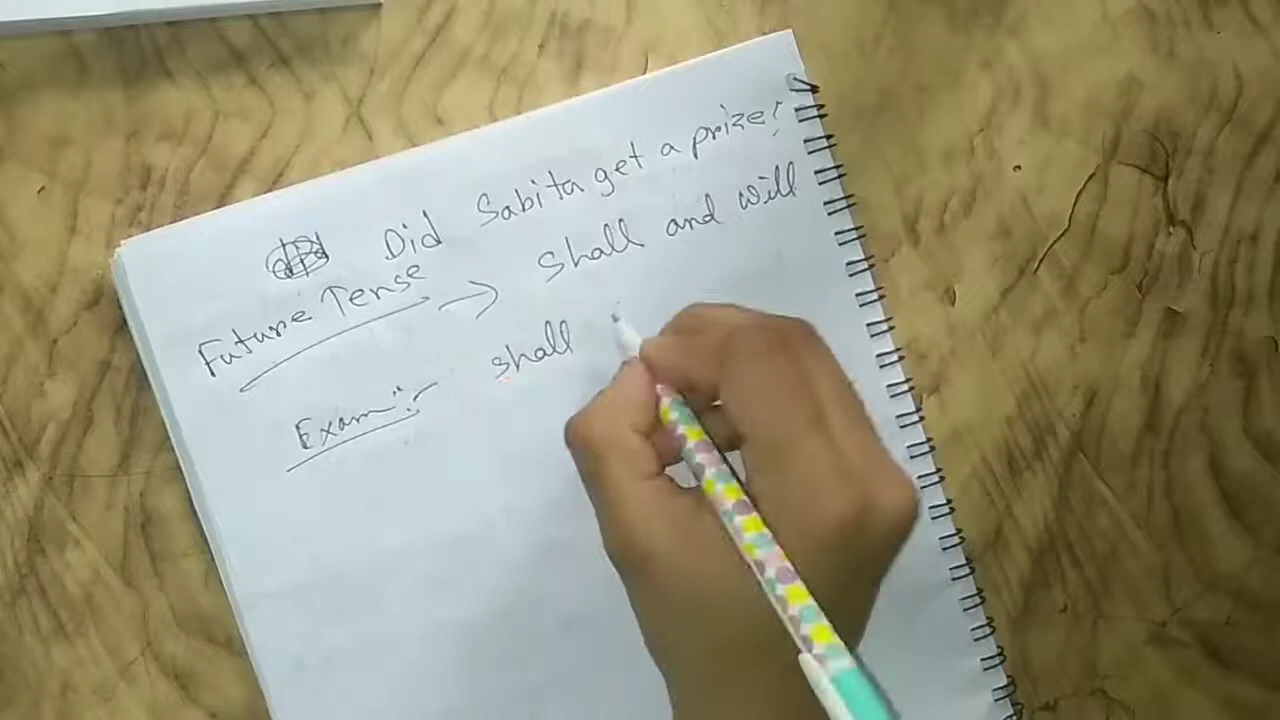 Did Sabita get a prize?
Future Tense → Shall and will
Exam :- shall